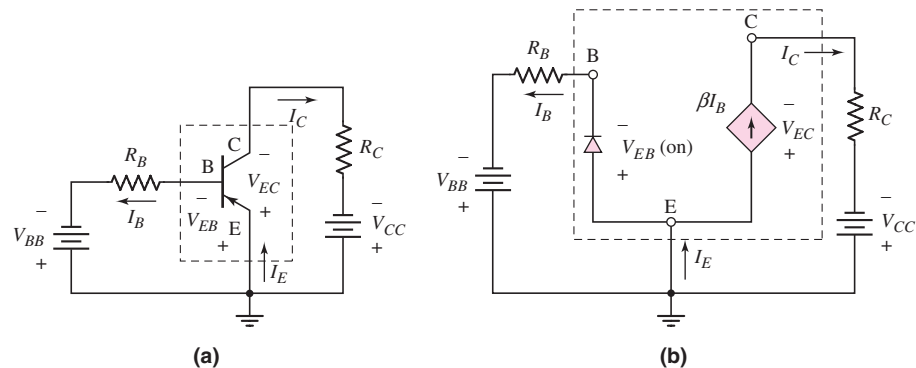 C
I_C
R_C
R_B
B
C
–
V_EC
+
I_B
–
V_EB
+
E
–
V_BB
+
–
V_CC
+
I_E
(a)
C
I_C
R_B
B
I_B
βI_B
–
V_EC
+
R_C
–
V_EB (on)
+
–
V_BB
+
E
–
V_CC
+
I_E
(b)